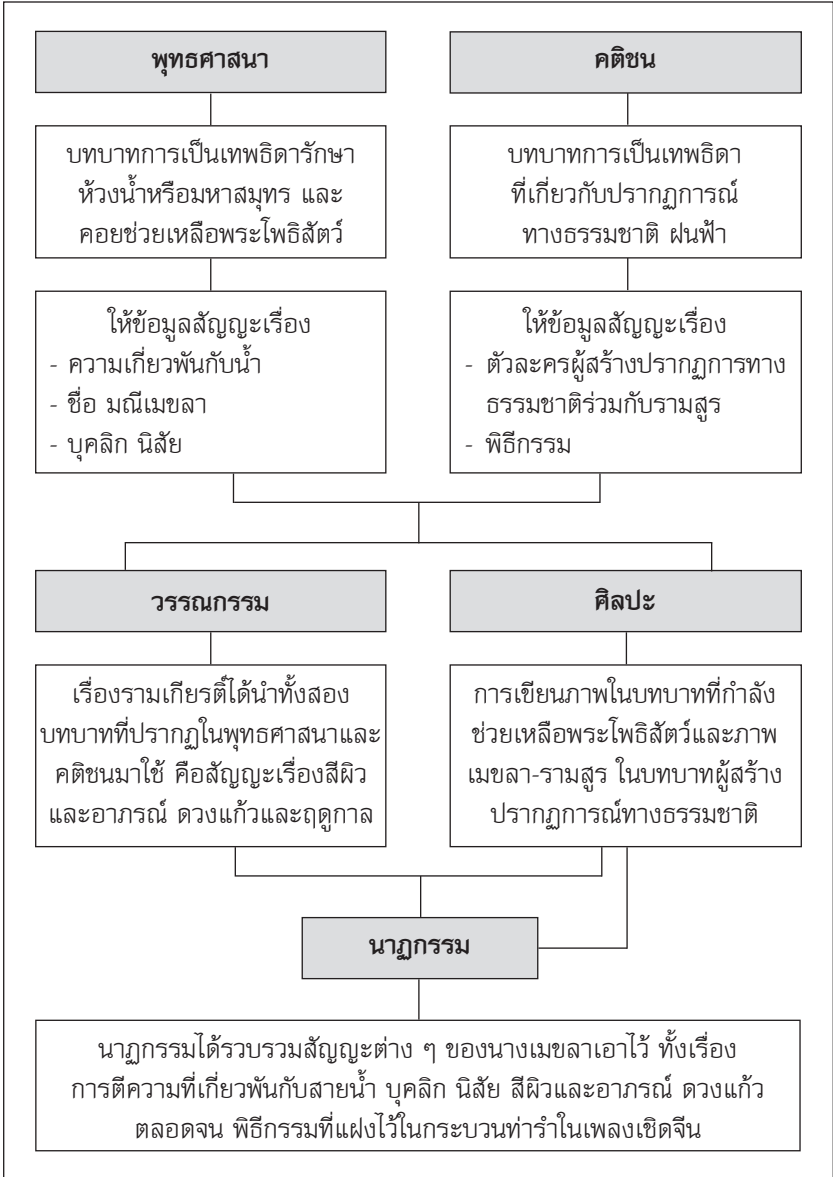 พุทธศาสนา
บทบาทการเป็นเทพธิดารักษา
ห้วงน้ำหรือมหาสมุทร และ
คอยช่วยเหลือพระโพธิสัตว์
ให้ข้อมูลสัญญะเรื่อง
- ความเกี่ยวพันกับน้ำ
- ชื่อ มณีเมขลา
- บุคลิก นิสัย
คติชน
บทบาทการเป็นเทพธิดา
ที่เกี่ยวกับปรากฏการณ์
ทางธรรมชาติ ฝนฟ้า
ให้ข้อมูลสัญญะเรื่อง
- ตัวละครผู้สร้างปรากฏการทาง
ธรรมชาติร่วมกับรามสูร
- พิธีกรรม
วรรณกรรม
เรื่องรามเกียรติ์ได้นำทั้งสอง
บทบาทที่ปรากฏในพุทธศาสนาและ
คติชนมาใช้ คือสัญญะเรื่องสีผิว
และอาภรณ์ ดวงแก้วและฤดูกาล
ศิลปะ
การเขียนภาพในบทบาทที่กำลัง
ช่วยเหลือพระโพธิสัตว์และภาพ
เมขลา-รามสูร ในบทบาทผู้สร้าง
ปรากฏการณ์ทางธรรมชาติ
นาฏกรรม
นาฏกรรมได้รวบรวมสัญญะต่าง ๆ ของนางเมขลาเอาไว้ ทั้งเรื่อง
การตีความที่เกี่ยวพันกับสายน้ำ บุคลิก นิสัย สีผิวและอาภรณ์ ดวงแก้ว
ตลอดจน พิธีกรรมที่แฝงไว้ในกระบวนท่ารำในเพลงเชิดจีน